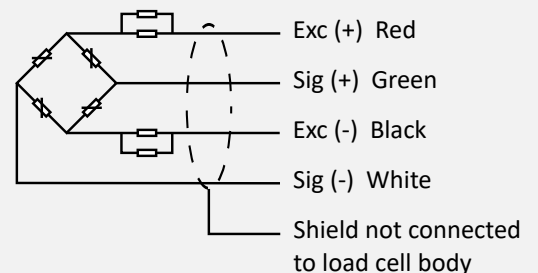 Exc (+) Red
Sig (+) Green
Exc (-) Black
Sig (-) White
Shield not connected
to load cell body